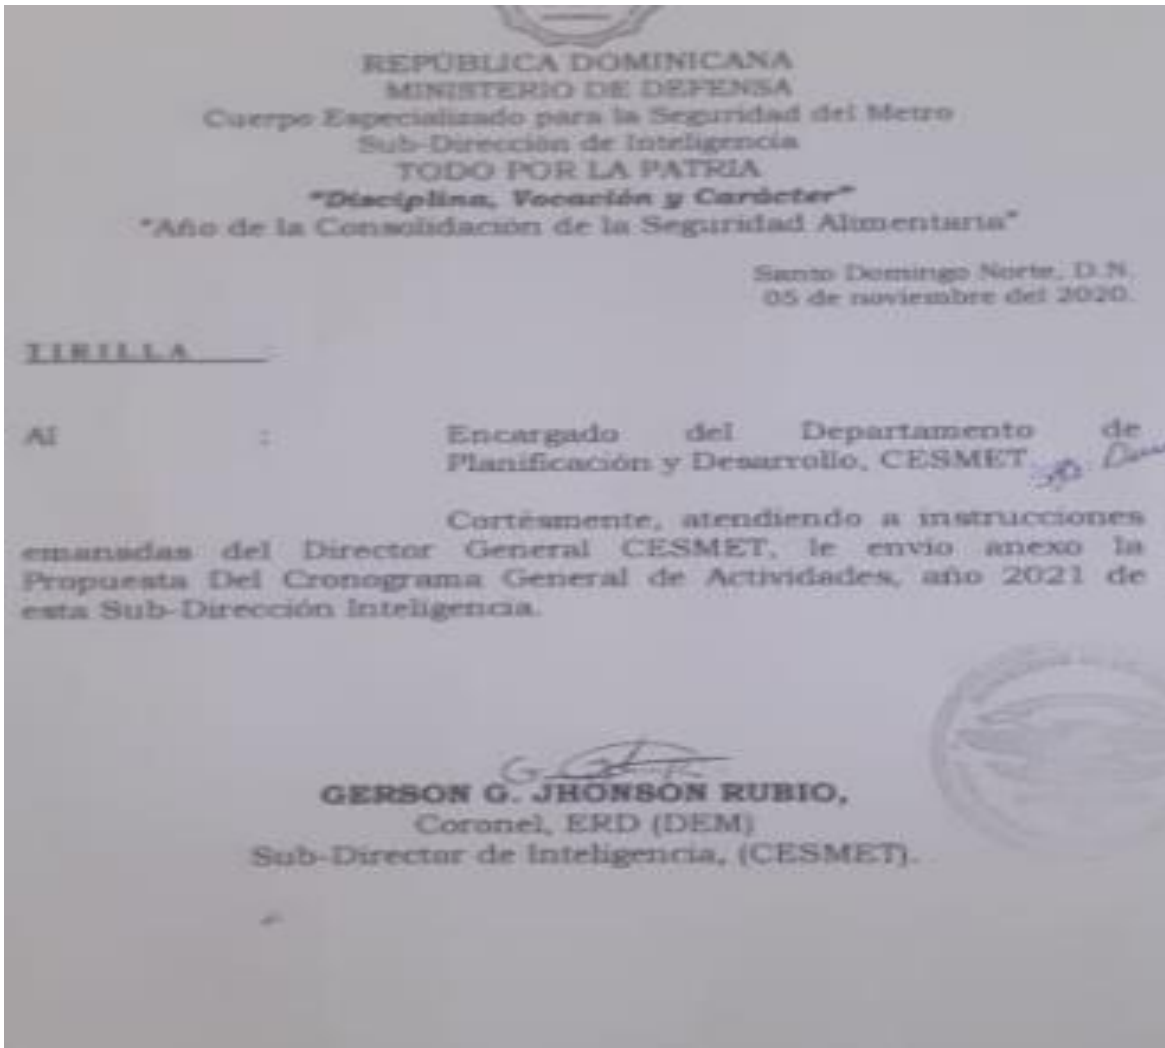 REPÚBLICA DOMINICANA
MINISTERIO DE DEFENSA
Cuerpo Especializado para la Seguridad del Metro
Sub-Dirección de Inteligencia
TODO POR LA PATRIA
"Disciplina, Vocación y Carácter"
"Año de la Consolidación de la Seguridad Alimentaria"
Santo Domingo Norte, D.N.
05 de noviembre del 2020.
TIRILLA :
Al : Encargado del Departamento de
Planificación y Desarrollo, CESMET
Cortésmente, atendiendo a instrucciones
emanadas del Director General CESMET, le envío anexo la
Propuesta Del Cronograma General de Actividades, año 2021 de
esta Sub-Dirección Inteligencia.
GERSON G. JHONSON RUBIO,
Coronel, ERD (DEM)
Sub-Director de Inteligencia, (CESMET).